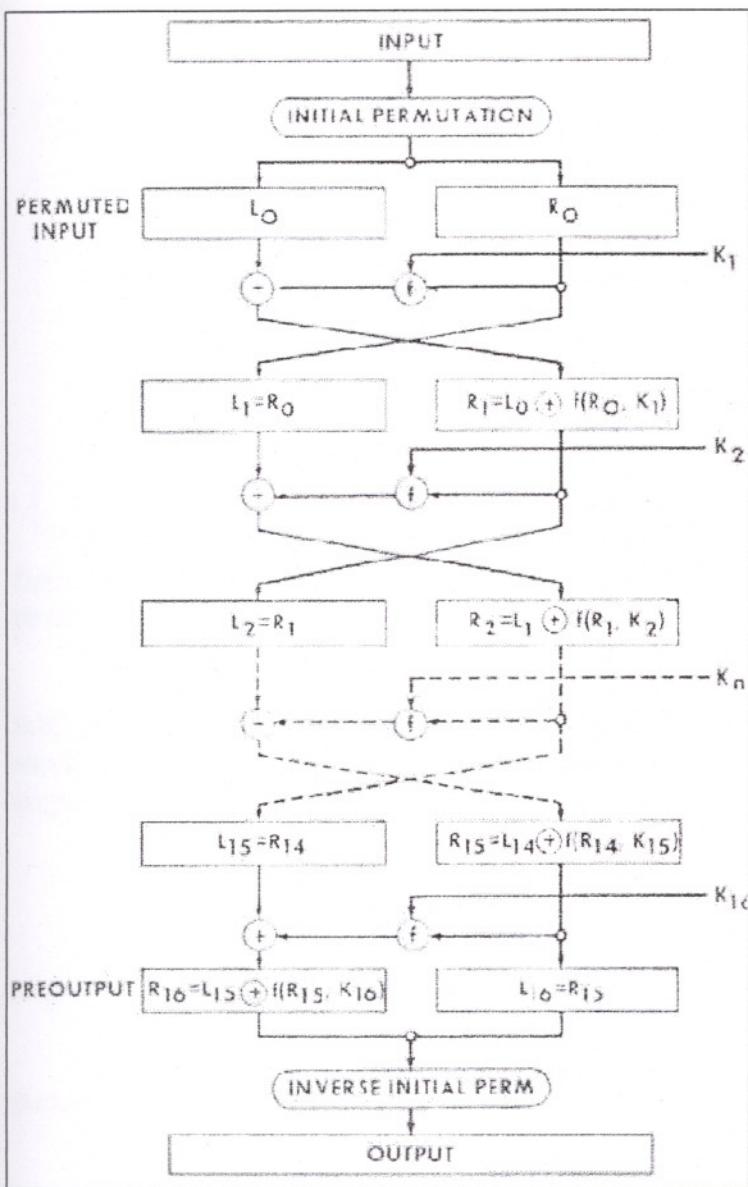 INPUT
INITIAL PERMUTATION
PERMUTED
INPUT
L0
R0
K1
f
L1=R0
R1=L0 + f(R0, K1)
K2
f
L2=R1
R2=L1 + f(R1, K2)
Kn
f
L15=R14
R15=L14 + f(R14, K15)
K16
+
f
PREOUTPUT
R16=L15 + f(R15, K16)
L16=R15
INVERSE INITIAL PERM
OUTPUT